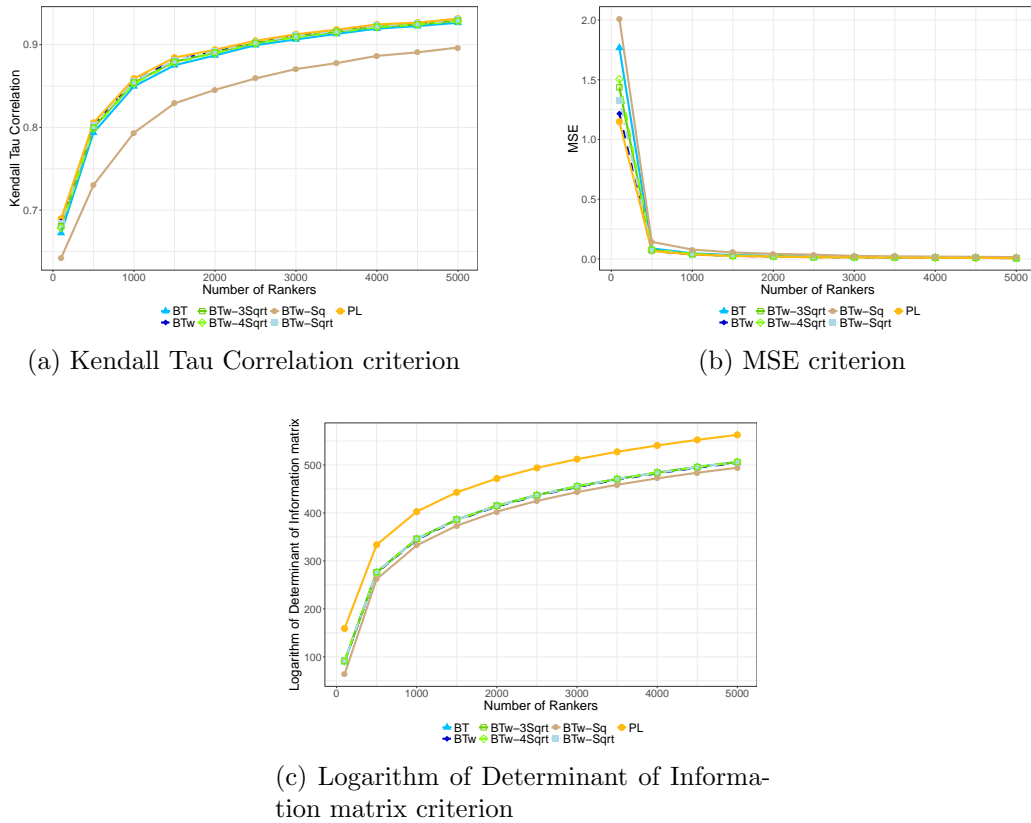 0.9
0.8
0.7
Kendall Tau Correlation
0 1000 2000 3000 4000 5000
Number of Rankers
BT BTw−3Sqrt BTw−Sq PL
BTw BTw−4Sqrt BTw−Sqrt
(a) Kendall Tau Correlation criterion
2.0
1.5
1.0
0.5
0.0
MSE
0 1000 2000 3000 4000 5000
Number of Rankers
BT BTw−3Sqrt BTw−Sq PL
BTw BTw−4Sqrt BTw−Sqrt
(b) MSE criterion
500
400
300
200
100
Logarithm of Determinant of Information matrix
0 1000 2000 3000 4000 5000
Number of Rankers
BT BTw−3Sqrt BTw−Sq PL
BTw BTw−4Sqrt BTw−Sqrt
(c) Logarithm of Determinant of Informa-
tion matrix criterion